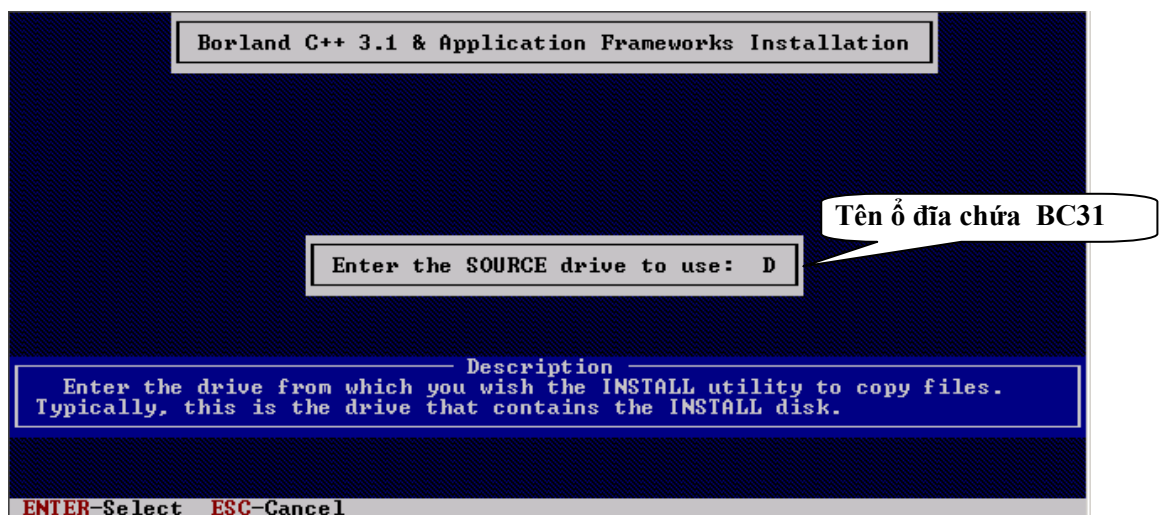 Borland C++ 3.1 & Application Frameworks Installation
Tên ổ đĩa chứa BC31
Enter the SOURCE drive to use: D
Description
Enter the drive from which you wish the INSTALL utility to copy files.
Typically, this is the drive that contains the INSTALL disk.
ENTER-Select ESC-Cancel